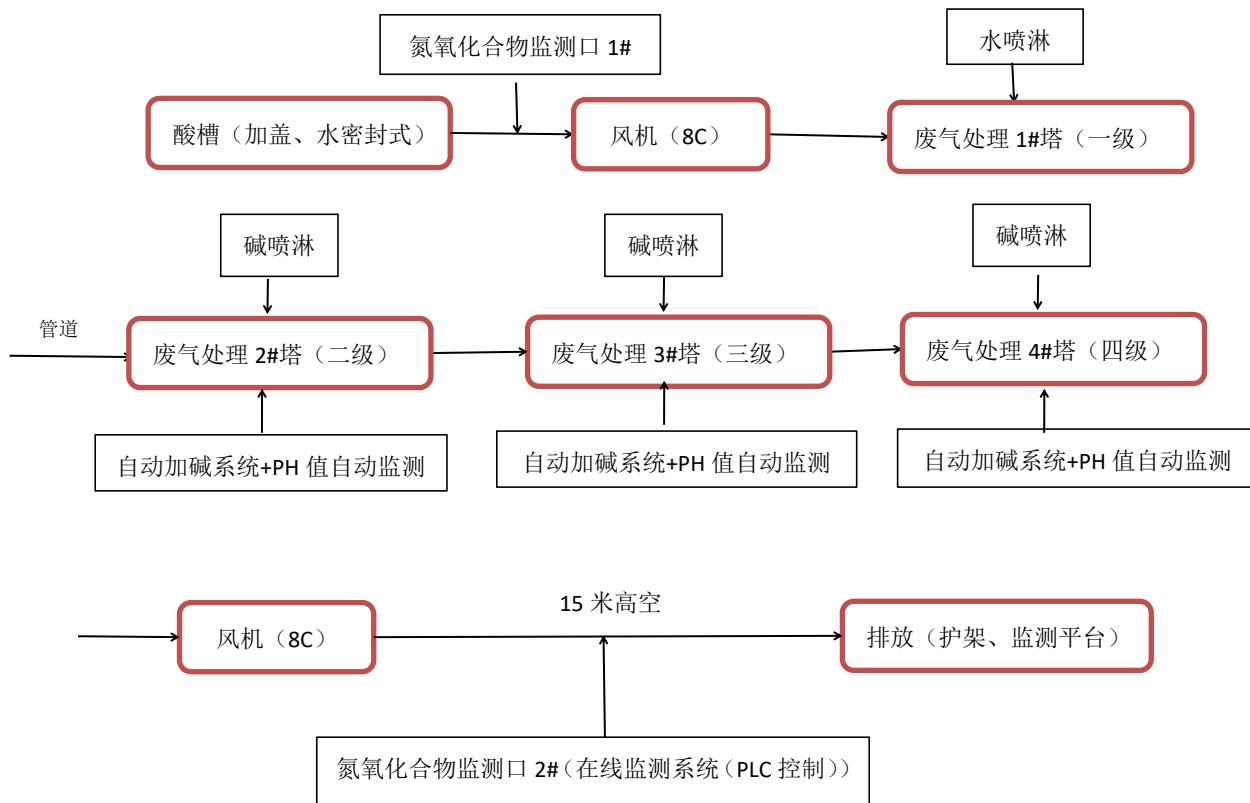 氮氧化合物监测口 1#
水喷淋
酸槽（加盖、水密封式）
风机（8C）
废气处理 1#塔（一级）
碱喷淋
碱喷淋
碱喷淋
管道
废气处理 2#塔（二级）
废气处理 3#塔（三级）
废气处理 4#塔（四级）
自动加碱系统+PH 值自动监测
自动加碱系统+PH 值自动监测
自动加碱系统+PH 值自动监测
15 米高空
风机（8C）
排放（护架、监测平台）
氮氧化合物监测口 2#（在线监测系统（PLC 控制））